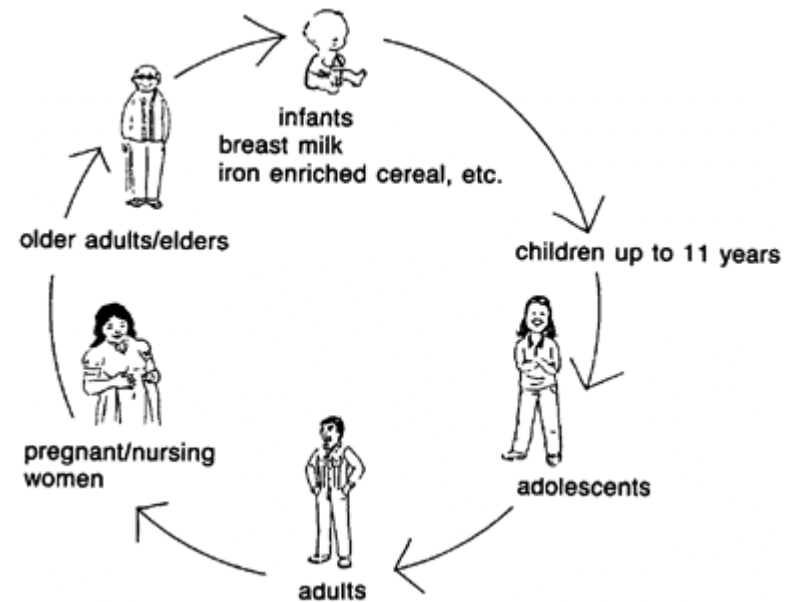 infants
breast milk
iron enriched cereal, etc.
children up to 11 years
adolescents
adults
pregnant/nursing
women
older adults/elders